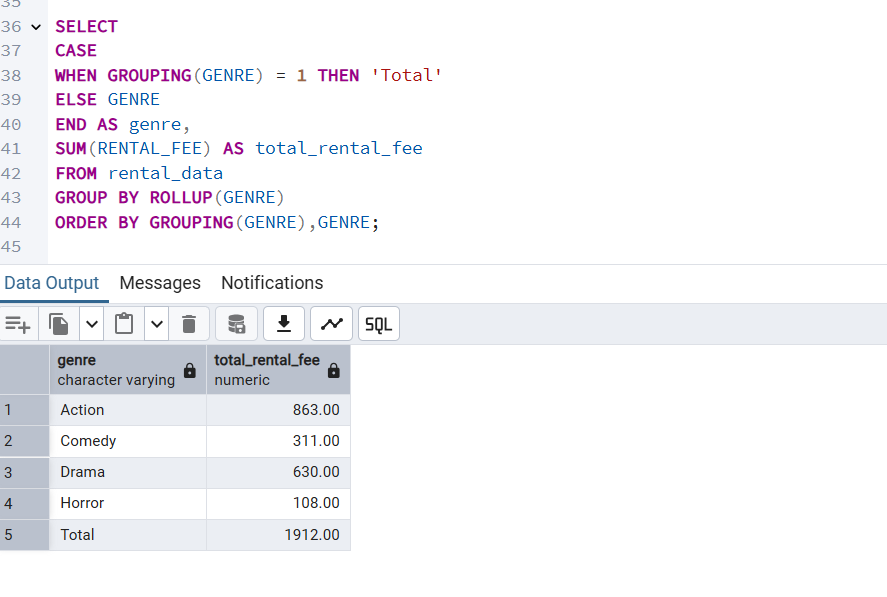 35
36 SELECT
37 CASE
38 WHEN GROUPING(GENRE) = 1 THEN 'Total'
39 ELSE GENRE
40 END AS genre,
41 SUM(RENTAL_FEE) AS total_rental_fee
42 FROM rental_data
43 GROUP BY ROLLUP(GENRE)
44 ORDER BY GROUPING(GENRE),GENRE;
45
Data Output Messages Notifications
SQL
genre total_rental_fee
character varying numeric
1 Action 863.00
2 Comedy 311.00
3 Drama 630.00
4 Horror 108.00
5 Total 1912.00